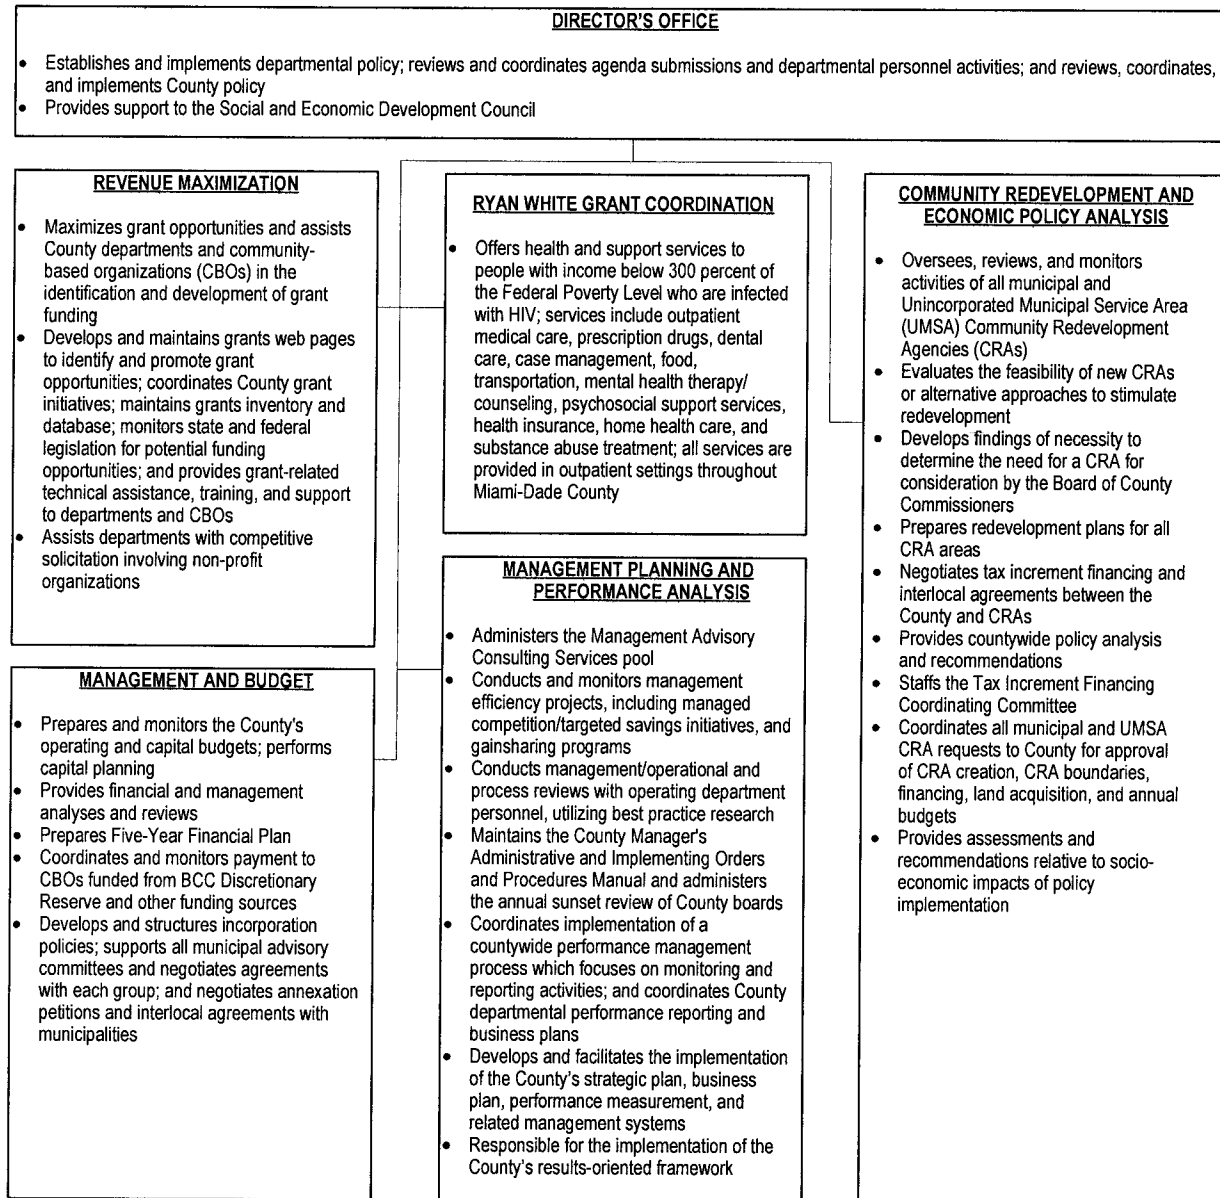 DIRECTOR'S OFFICE
• Establishes and implements departmental policy; reviews and coordinates agenda submissions and departmental personnel activities; and reviews, coordinates,
and implements County policy
• Provides support to the Social and Economic Development Council
REVENUE MAXIMIZATION
• Maximizes grant opportunities and assists
County departments and community-
based organizations (CBOs) in the
identification and development of grant
funding
• Develops and maintains grants web pages
to identify and promote grant
opportunities; coordinates County grant
initiatives; maintains grants inventory and
database; monitors state and federal
legislation for potential funding
opportunities; and provides grant-related
technical assistance, training, and support
to departments and CBOs
• Assists departments with competitive
solicitation involving non-profit
organizations
MANAGEMENT AND BUDGET
• Prepares and monitors the County's
operating and capital budgets; performs
capital planning
• Provides financial and management
analyses and reviews
• Prepares Five-Year Financial Plan
• Coordinates and monitors payment to
CBOs funded from BCC Discretionary
Reserve and other funding sources
• Develops and structures incorporation
policies; supports all municipal advisory
committees and negotiates agreements
with each group; and negotiates annexation
petitions and interlocal agreements with
municipalities
RYAN WHITE GRANT COORDINATION
• Offers health and support services to
people with income below 300 percent of
the Federal Poverty Level who are infected
with HIV; services include outpatient
medical care, prescription drugs, dental
care, case management, food,
transportation, mental health therapy/
counseling, psychosocial support services,
health insurance, home health care, and
substance abuse treatment; all services are
provided in outpatient settings throughout
Miami-Dade County
MANAGEMENT PLANNING AND
PERFORMANCE ANALYSIS
• Administers the Management Advisory
Consulting Services pool
• Conducts and monitors management
efficiency projects, including managed
competition/targeted savings initiatives, and
gainsharing programs
• Conducts management/operational and
process reviews with operating department
personnel, utilizing best practice research
• Maintains the County Manager's
Administrative and Implementing Orders
and Procedures Manual and administers
the annual sunset review of County boards
• Coordinates implementation of a
countywide performance management
process which focuses on monitoring and
reporting activities; and coordinates County
departmental performance reporting and
business plans
• Develops and facilitates the implementation
of the County's strategic plan, business
plan, performance measurement, and
related management systems
• Responsible for the implementation of the
County's results-oriented framework
COMMUNITY REDEVELOPMENT AND
ECONOMIC POLICY ANALYSIS
• Oversees, reviews, and monitors
activities of all municipal and
Unincorporated Municipal Service Area
(UMSA) Community Redevelopment
Agencies (CRAs)
• Evaluates the feasibility of new CRAs
or alternative approaches to stimulate
redevelopment
• Develops findings of necessity to
determine the need for a CRA for
consideration by the Board of County
Commissioners
• Prepares redevelopment plans for all
CRA areas
• Negotiates tax increment financing and
interlocal agreements between the
County and CRAs
• Provides countywide policy analysis
and recommendations
• Staffs the Tax Increment Financing
Coordinating Committee
• Coordinates all municipal and UMSA
CRA requests to County for approval
of CRA creation, CRA boundaries,
financing, land acquisition, and annual
budgets
• Provides assessments and
recommendations relative to socio-
economic impacts of policy
implementation